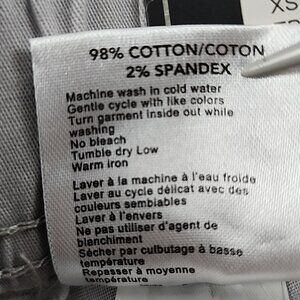 XS
98% COTTON/COTON
2% SPANDEX
Machine wash in cold water
Gentle cycle with like colors
Turn garment inside out while
washing
No bleach
Tumble dry Low
Warm iron
Laver à la machine à l'eau froide
Laver au cycle délicat avec des
couleurs semblables
Laver à l'envers
Ne pas utiliser d'agent de
blanchiment
Sécher par culbutage à basse
température
Repasser à moyenne
température